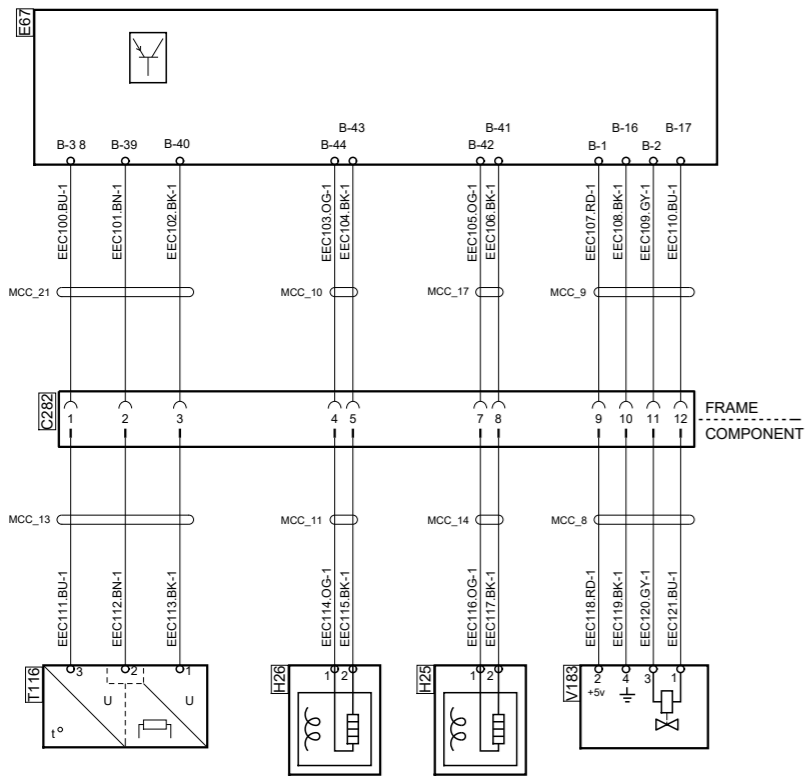 E67
B-43
B-41
B-16
B-17
B-3 8
B-39
B-40
B-44
B-42
B-1
B-2
EEC100.BU-1
EEC101.BN-1
EEC102.BK-1
EEC103.OG-1
EEC104.BK-1
EEC105.OG-1
EEC106.BK-1
EEC107.RD-1
EEC108.BK-1
EEC109.GY-1
EEC110.BU-1
MCC_21
MCC_10
MCC_17
MCC_9
C282
1 2 3 4 5 7 8 9 10 11 12
FRAME
COMPONENT
MCC_13
MCC_11
MCC_14
MCC_8
EEC111.BU-1
EEC112.BN-1
EEC113.BK-1
EEC114.OG-1
EEC115.BK-1
EEC116.OG-1
EEC117.BK-1
EEC118.RD-1
EEC119.BK-1
EEC120.GY-1
EEC121.BU-1
T116
3 2 1
U U
t°
H26
1 2
H25
1 2
V183
2 4 3 1
+5v